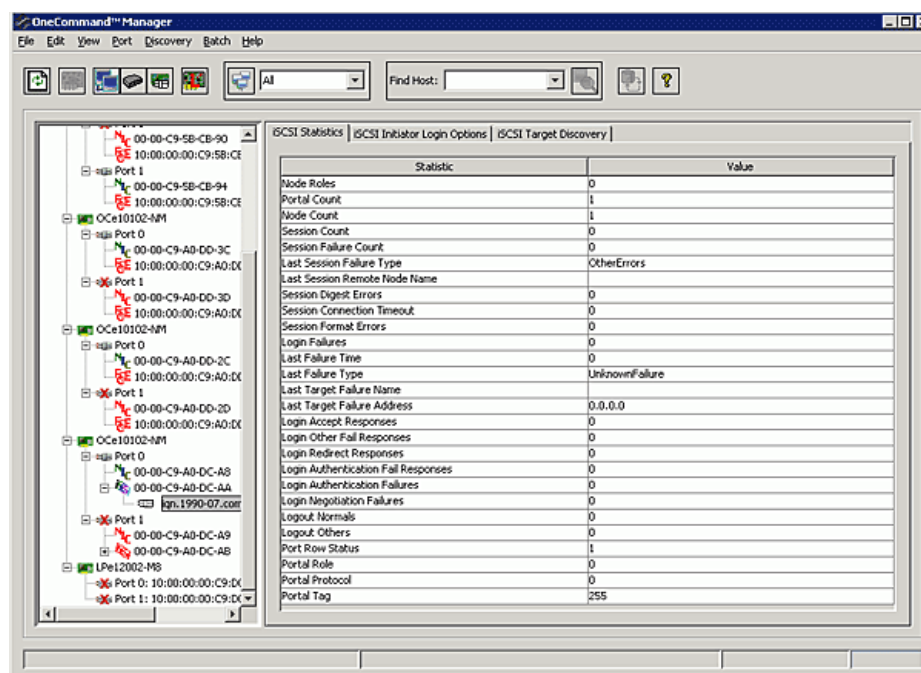 OneCommand™ Manager
File Edit View Port Discovery Batch Help
All
Find Host:
00-00-C9-5B-CB-90
10:00:00:00:C9:5B:CB
Port 1
00-00-C9-5B-CB-94
10:00:00:00:C9:5B:CB
OCe10102-NM
Port 0
00-00-C9-A0-DD-3C
10:00:00:00:C9:A0:DD
Port 1
00-00-C9-A0-DD-3D
10:00:00:00:C9:A0:DD
OCe10102-NM
Port 0
00-00-C9-A0-DD-2C
10:00:00:00:C9:A0:DD
Port 1
00-00-C9-A0-DD-2D
10:00:00:00:C9:A0:DD
OCe10102-NM
Port 0
00-00-C9-A0-DC-A8
00-00-C9-A0-DC-AA
iqn.1990-07.com
Port 1
00-00-C9-A0-DC-A9
00-00-C9-A0-DC-AB
LPe12002-M8
Port 0: 10:00:00:00:C9:D0
Port 1: 10:00:00:00:C9:D0
iSCSI Statistics iSCSI Initiator Login Options iSCSI Target Discovery
Statistic Value
Node Roles 0
Portal Count 1
Node Count 1
Session Count 0
Session Failure Count 0
Last Session Failure Type OtherErrors
Last Session Remote Node Name
Session Digest Errors 0
Session Connection Timeout 0
Session Format Errors 0
Login Failures 0
Last Failure Time 0
Last Failure Type UnknownFailure
Last Target Failure Name
Last Target Failure Address 0.0.0.0
Login Accept Responses 0
Login Other Fail Responses 0
Login Redirect Responses 0
Login Authentication Fail Responses 0
Login Authentication Failures 0
Login Negotiation Failures 0
Logout Normals 0
Logout Others 0
Port Row Status 1
Portal Role 0
Portal Protocol 0
Portal Tag 255